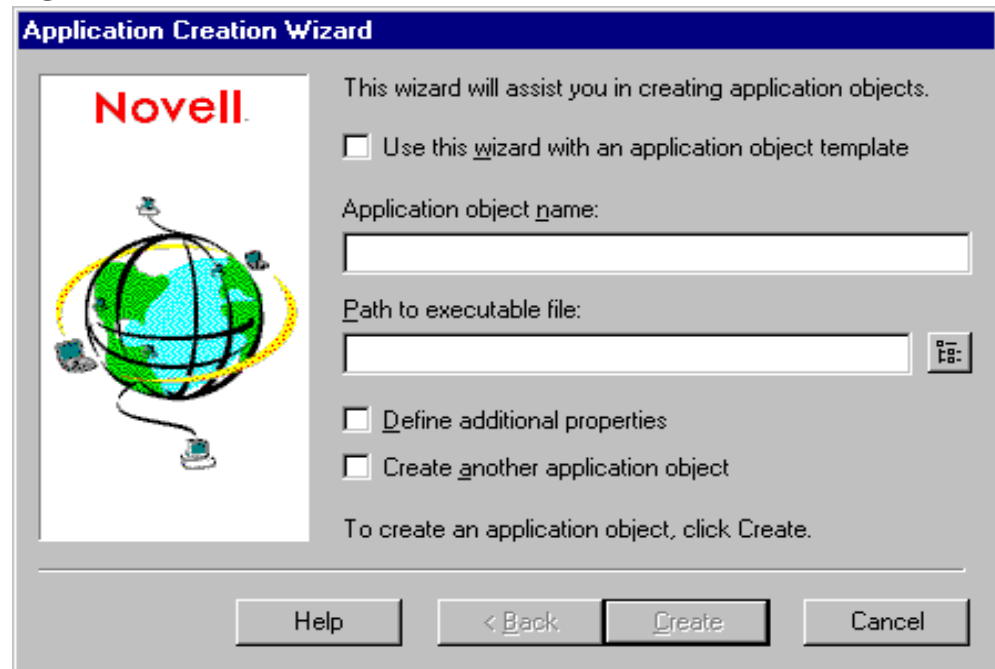 Application Creation Wizard
Novell.
This wizard will assist you in creating application objects.
Use this wizard with an application object template
Application object name:
Path to executable file:
Define additional properties
Create another application object
To create an application object, click Create.
Help
< Back
Create
Cancel